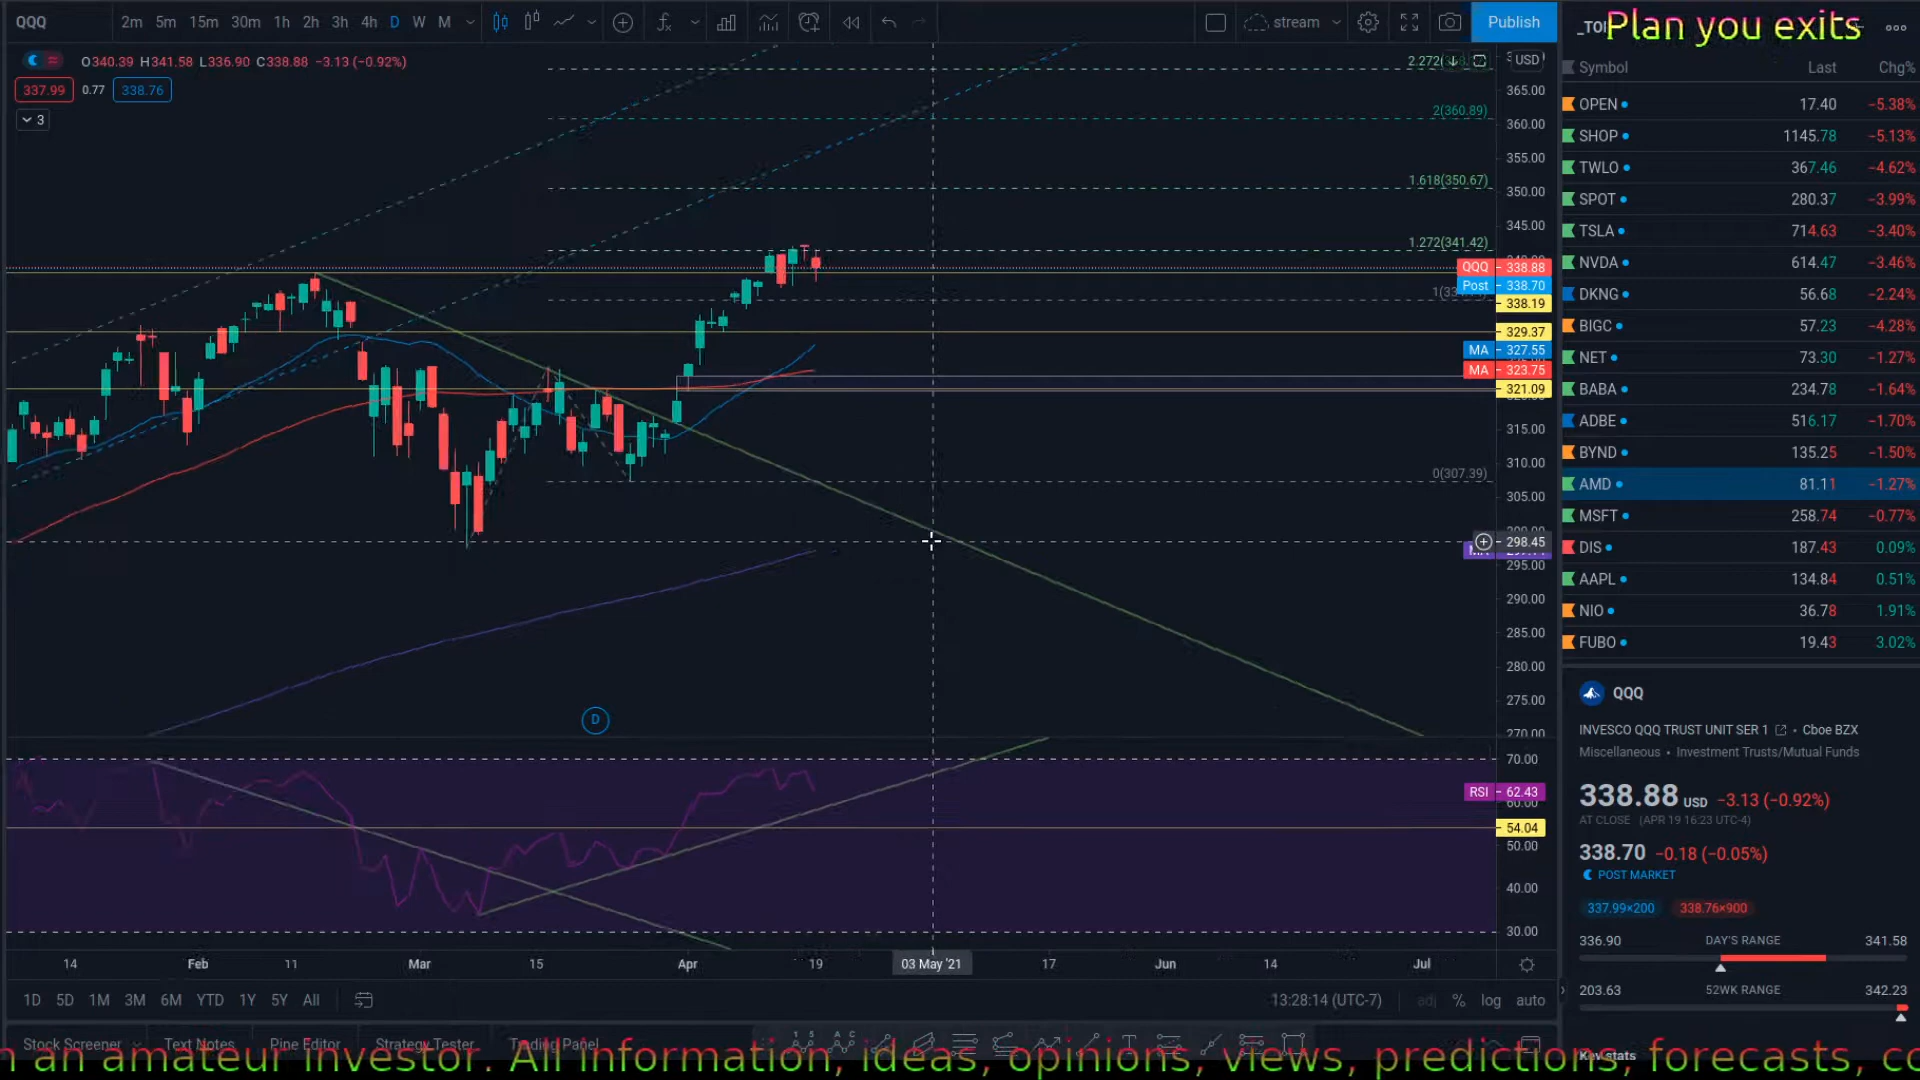 QQQ 2m 5m 15m 30m 1h 2h 3h 4h D W M stream Publish
Plan you exits
O340.39 H341.58 L336.90 C338.88 −3.13 (−0.92%)
337.99 0.77 338.76
3
USD
365.00
2(360.89)
360.00
355.00
1.618(350.67)
350.00
345.00
1.272(341.42)
QQQ 338.88
Post 338.70
338.19
329.37
MA 327.55
MA 323.75
321.09
315.00
310.00
0(307.39)
305.00
298.45
295.00
290.00
285.00
280.00
275.00
270.00
D
70.00
RSI 62.43
60.00
54.04
50.00
40.00
30.00
14 Feb 11 Mar 15 Apr 19 03 May '21 17 Jun 14 Jul
1D 5D 1M 3M 6M YTD 1Y 5Y All
13:28:14 (UTC-7) adj % log auto
Stock Screener Text Notes Pine Editor Strategy Tester Trading Panel
Symbol Last Chg%
OPEN 17.40 −5.38%
SHOP 1145.78 −5.13%
TWLO 367.46 −4.62%
SPOT 280.37 −3.99%
TSLA 714.63 −3.40%
NVDA 614.47 −3.46%
DKNG 56.68 −2.24%
BIGC 57.23 −4.28%
NET 73.30 −1.27%
BABA 234.78 −1.64%
ADBE 516.17 −1.70%
BYND 135.25 −1.50%
AMD 81.11 −1.27%
MSFT 258.74 −0.77%
DIS 187.43 0.09%
AAPL 134.84 0.51%
NIO 36.78 1.91%
FUBO 19.43 3.02%
QQQ
INVESCO QQQ TRUST UNIT SER 1 • Cboe BZX
Miscellaneous • Investment Trusts/Mutual Funds
338.88 USD −3.13 (−0.92%)
AT CLOSE (APR 19 16:23 UTC-4)
338.70 −0.18 (−0.05%)
POST MARKET
337.99×200 338.76×900
336.90 DAY'S RANGE 341.58
203.63 52WK RANGE 342.23
Key stats
an amateur investor. All information, ideas, opinions, views, predictions, forecasts,